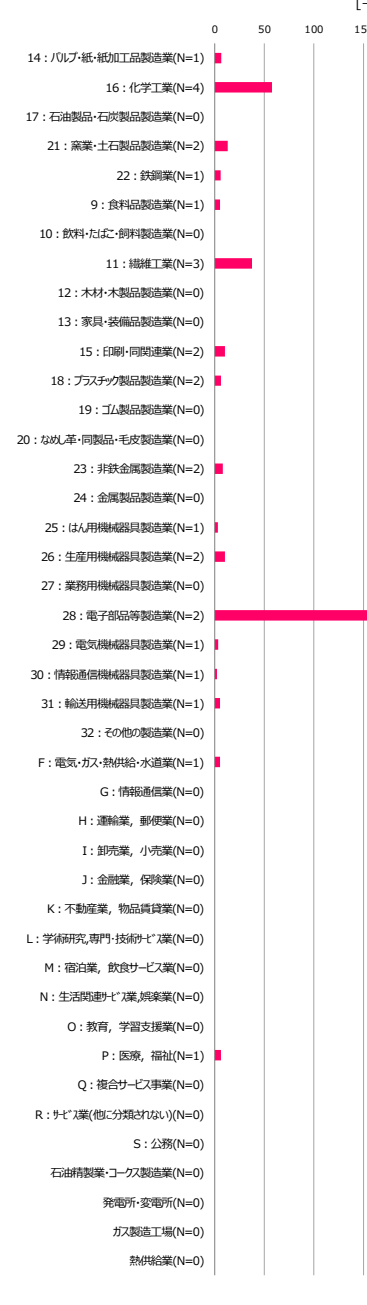 0 50 100 15
14：パルプ・紙・紙加工品製造業(N=1)
16：化学工業(N=4)
17：石油製品・石炭製品製造業(N=0)
21：窯業・土石製品製造業(N=2)
22：鉄鋼業(N=1)
9：食料品製造業(N=1)
10：飲料・たばこ・飼料製造業(N=0)
11：繊維工業(N=3)
12：木材・木製品製造業(N=0)
13：家具・装備品製造業(N=0)
15：印刷・同関連業(N=2)
18：プラスチック製品製造業(N=2)
19：ゴム製品製造業(N=0)
20：なめし革・同製品・毛皮製造業(N=0)
23：非鉄金属製造業(N=2)
24：金属製品製造業(N=0)
25：はん用機械器具製造業(N=1)
26：生産用機械器具製造業(N=2)
27：業務用機械器具製造業(N=0)
28：電子部品等製造業(N=2)
29：電気機械器具製造業(N=1)
30：情報通信機械器具製造業(N=1)
31：輸送用機械器具製造業(N=1)
32：その他の製造業(N=0)
F：電気・ガス・熱供給・水道業(N=1)
G：情報通信業(N=0)
H：運輸業，郵便業(N=0)
I：卸売業，小売業(N=0)
J：金融業，保険業(N=0)
K：不動産業，物品賃貸業(N=0)
L：学術研究,専門・技術ｻｰﾋﾞｽ業(N=0)
M：宿泊業，飲食サービス業(N=0)
N：生活関連ｻｰﾋﾞｽ業,娯楽業(N=0)
O：教育，学習支援業(N=0)
P：医療，福祉(N=1)
Q：複合サービス事業(N=0)
R：ｻｰﾋﾞｽ業(他に分類されない)(N=0)
S：公務(N=0)
石油精製業・コークス製造業(N=0)
発電所・変電所(N=0)
ガス製造工場(N=0)
熱供給業(N=0)